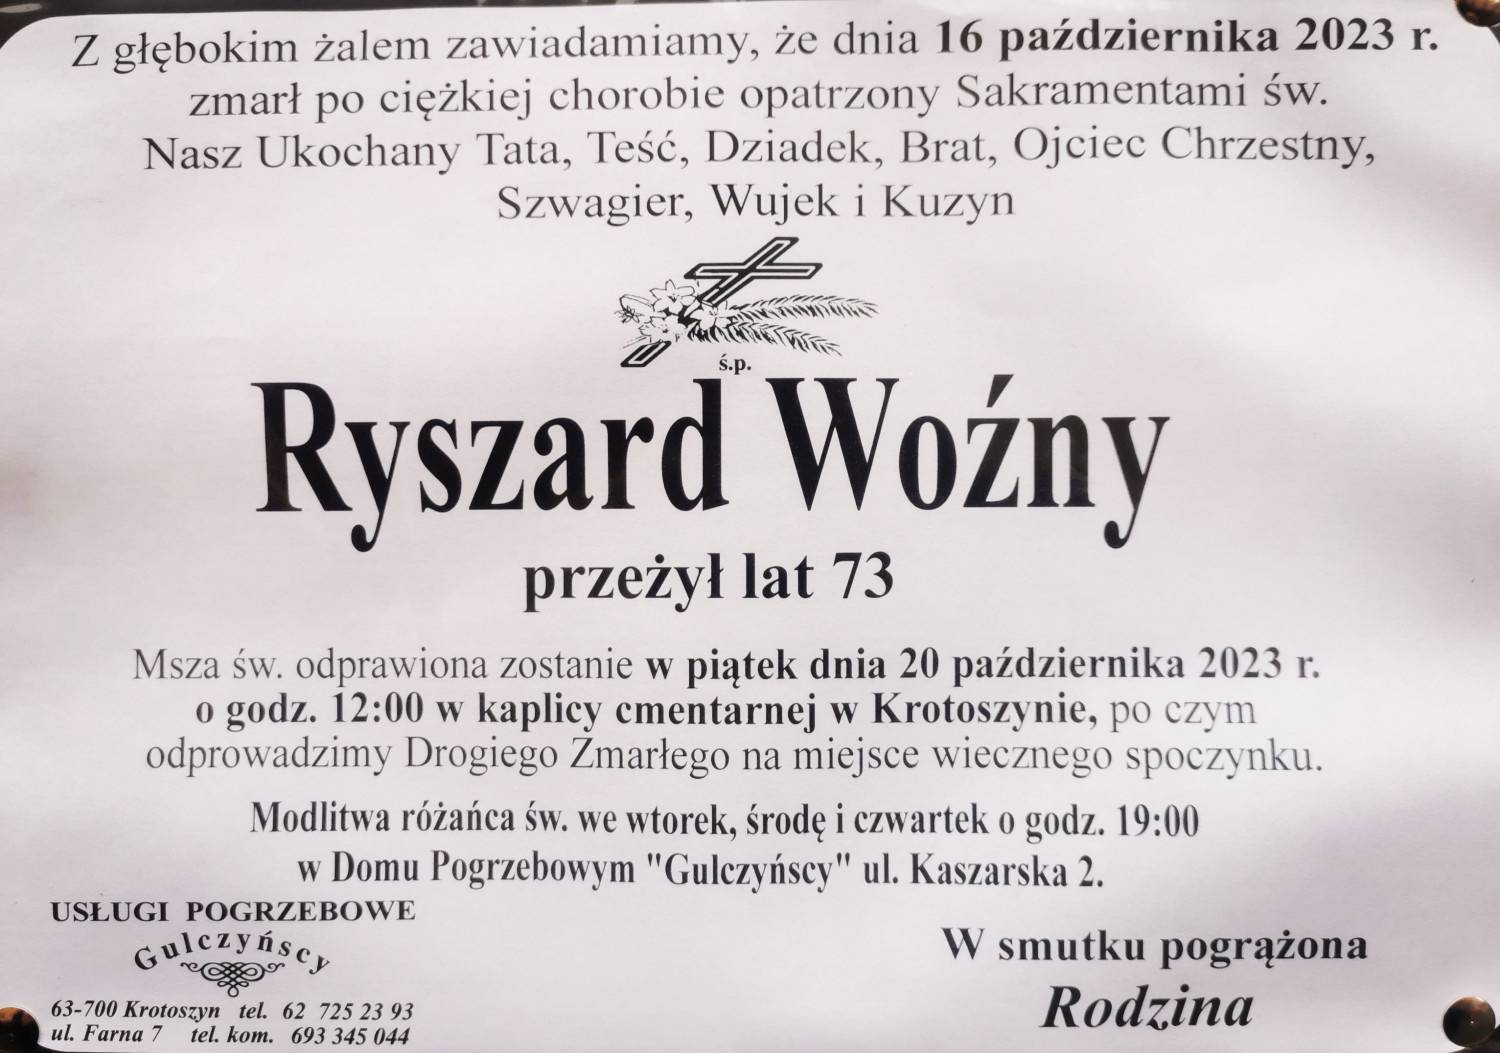 Z głębokim żalem zawiadamiamy, że dnia 16 października 2023 r.
zmarł po ciężkiej chorobie opatrzony Sakramentami św.
Nasz Ukochany Tata, Teść, Dziadek, Brat, Ojciec Chrzestny,
Szwagier, Wujek i Kuzyn
ś.p.
Ryszard Woźny
przeżył lat 73
Msza św. odprawiona zostanie w piątek dnia 20 października 2023 r.
o godz. 12:00 w kaplicy cmentarnej w Krotoszynie, po czym
odprowadzimy Drogiego Zmarłego na miejsce wiecznego spoczynku.
Modlitwa różańca św. we wtorek, środę i czwartek o godz. 19:00
w Domu Pogrzebowym "Gulczyńscy" ul. Kaszarska 2.
USŁUGI POGRZEBOWE
Gulczyńscy
63-700 Krotoszyn tel. 62 725 23 93
ul. Farna 7 tel. kom. 693 345 044
W smutku pogrążona
Rodzina